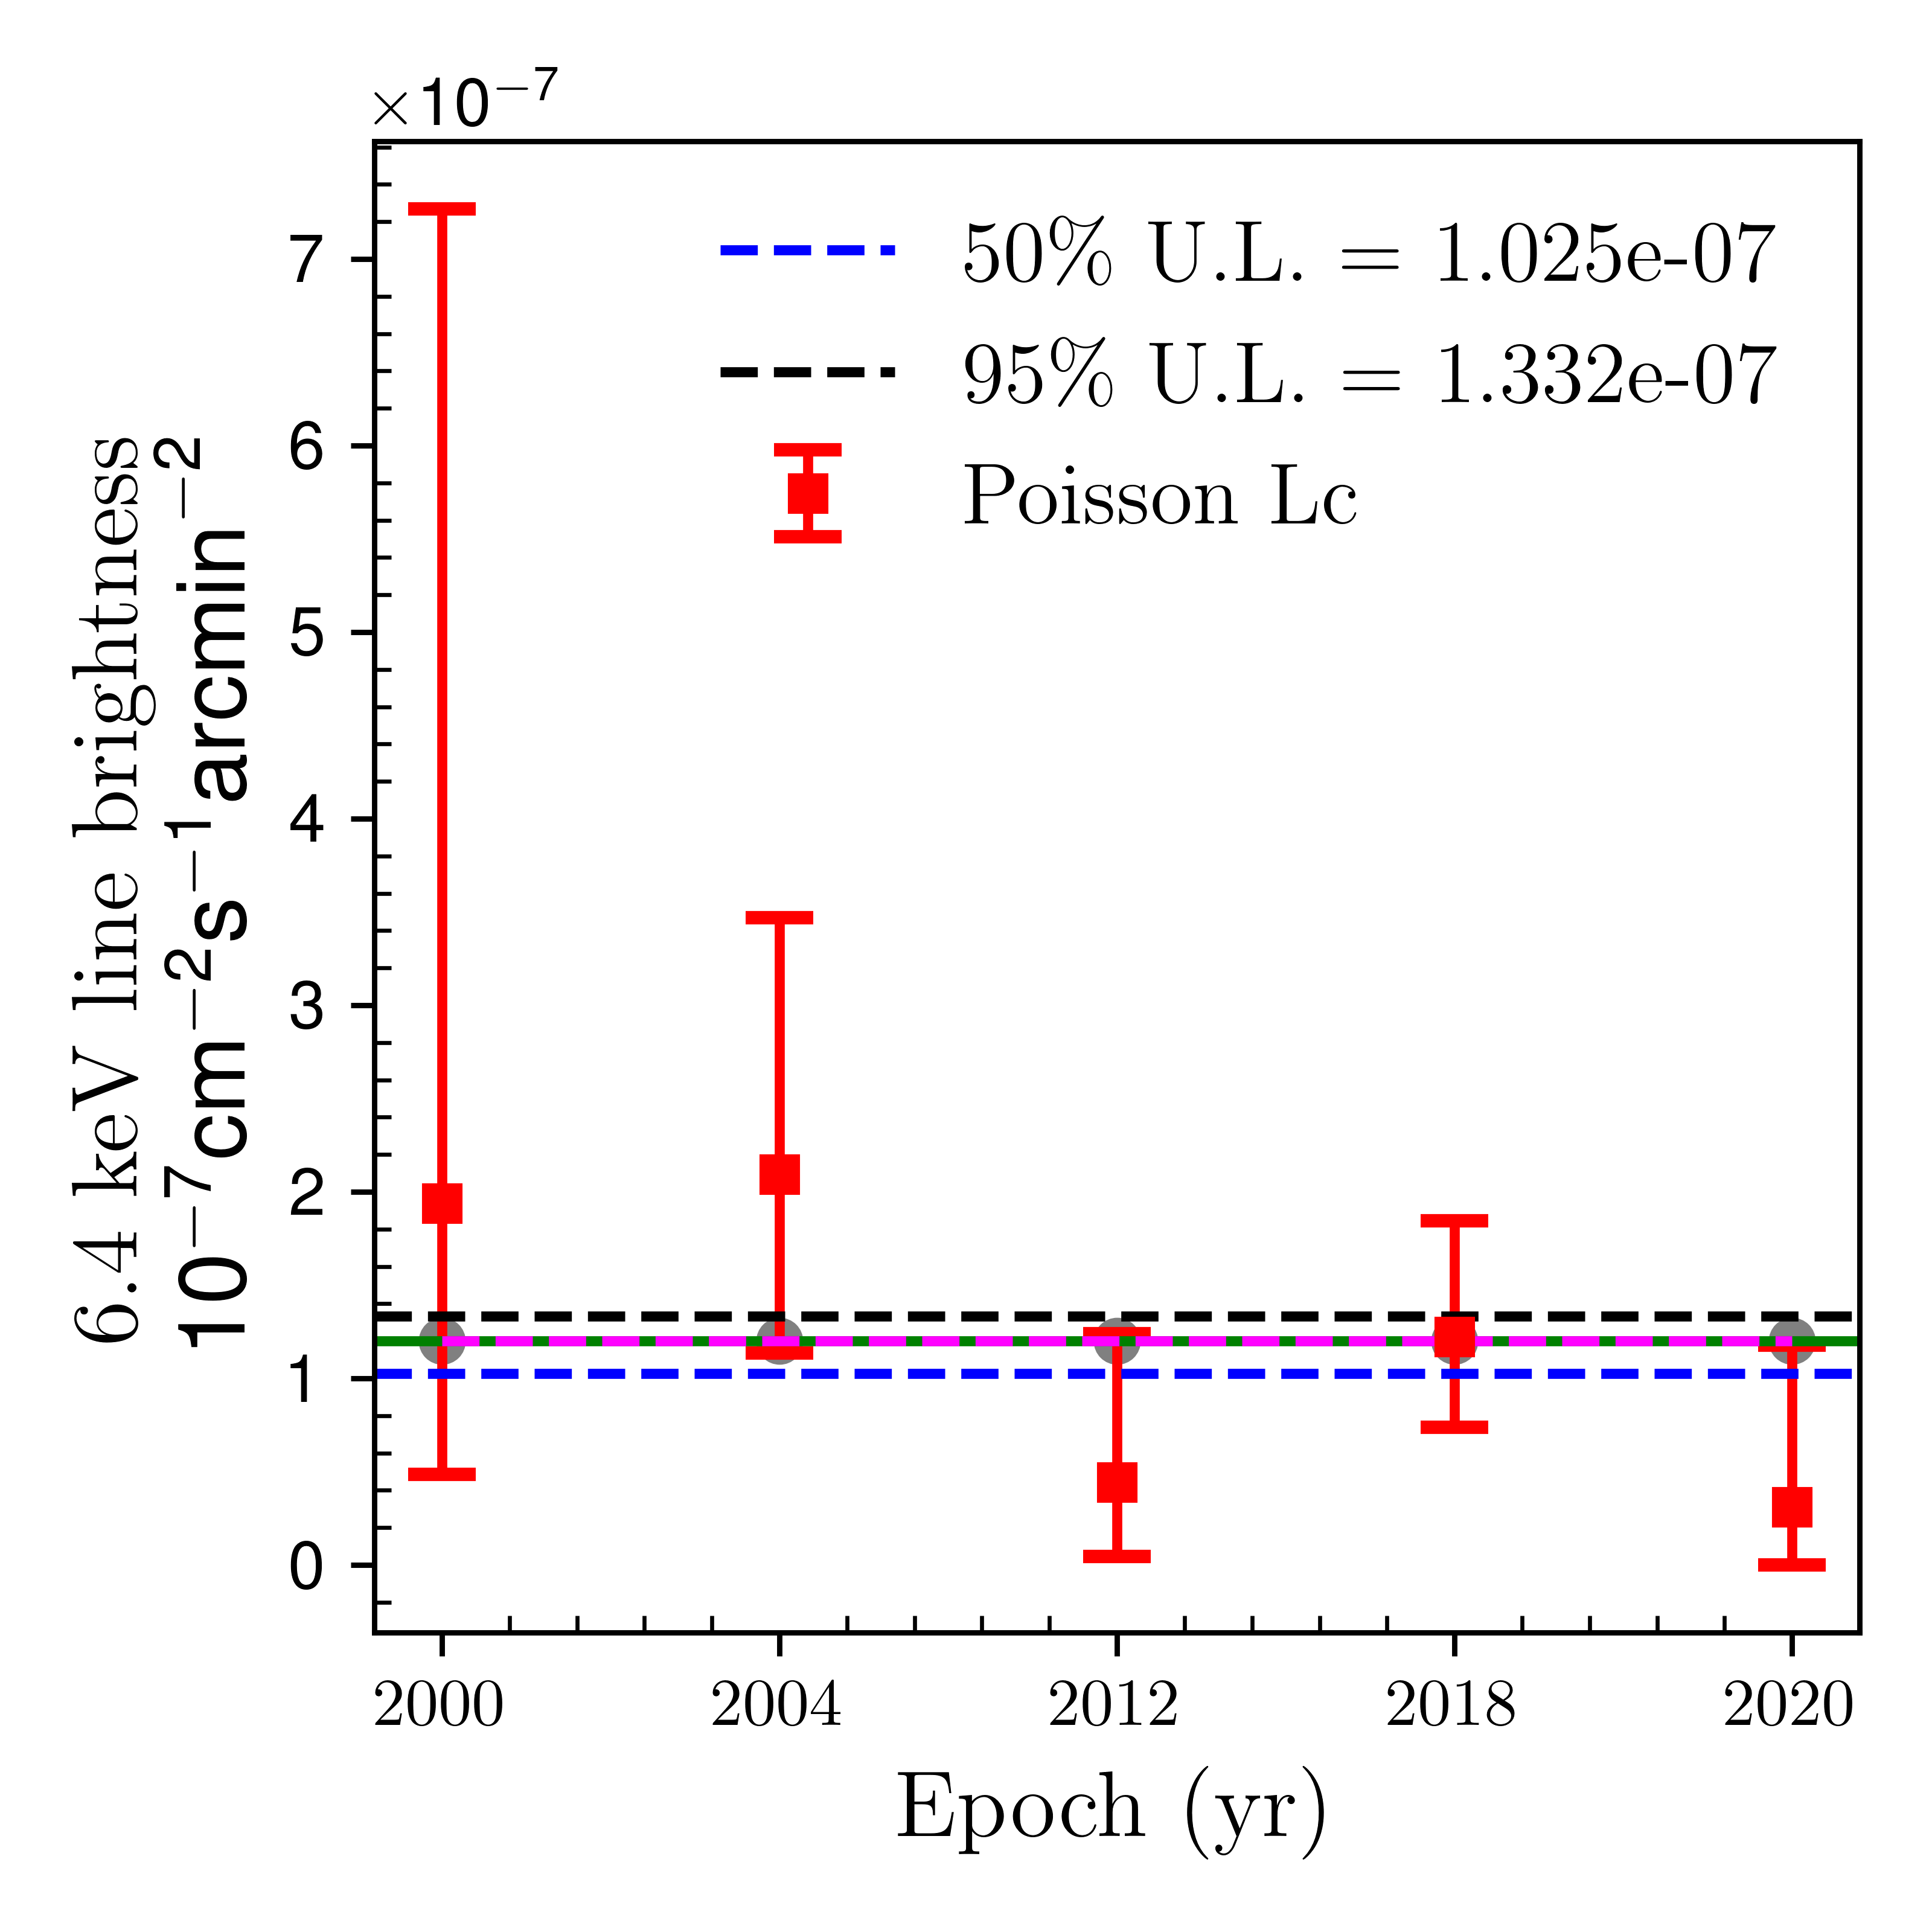 ×10⁻⁷
50% U.L. = 1.025e-07
95% U.L. = 1.332e-07
Poisson Lc
7
6
5
4
3
2
1
0
6.4 keV line brightness
10⁻⁷cm⁻²s⁻¹arcmin⁻²
2000 2004 2012 2018 2020
Epoch (yr)